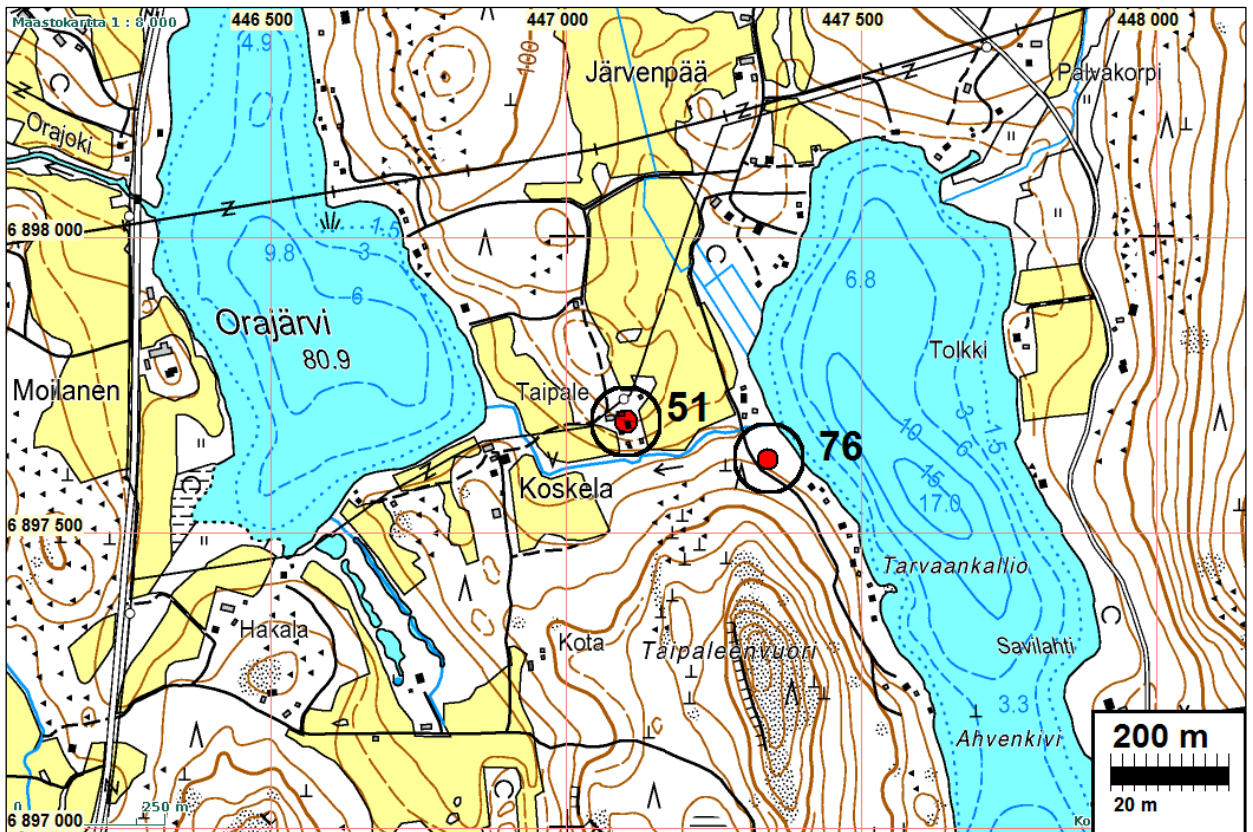 Maastokartta 1 : 8 000
446 500
447 000
447 500
448 000
4.9
100
Järvenpää
Palvakorpi
Orajoki
6 898 000
1.5
3
9.8
6
6.8
Orajärvi
80.9
Tolkki
Moilanen
Taipale
51
3
1.5
6
10
76
15
17.0
Koskela
6 897 500
Tarvaankallio
Hakala
Kota
Taipaleenvuori
Savilahti
3.3
Ahvenkivi
200 m
20 m
0
250 m
6 897 000
Ko